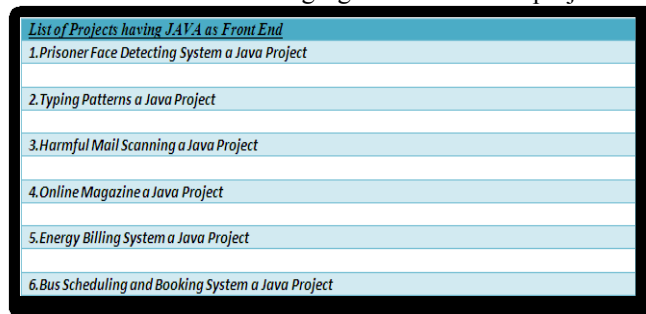 List of Projects having JAVA as Front End
1.Prisoner Face Detecting System a Java Project
2.Typing Patterns a Java Project
3.Harmful Mail Scanning a Java Project
4.Online Magazine a Java Project
5.Energy Billing System a Java Project
6.Bus Scheduling and Booking System a Java Project